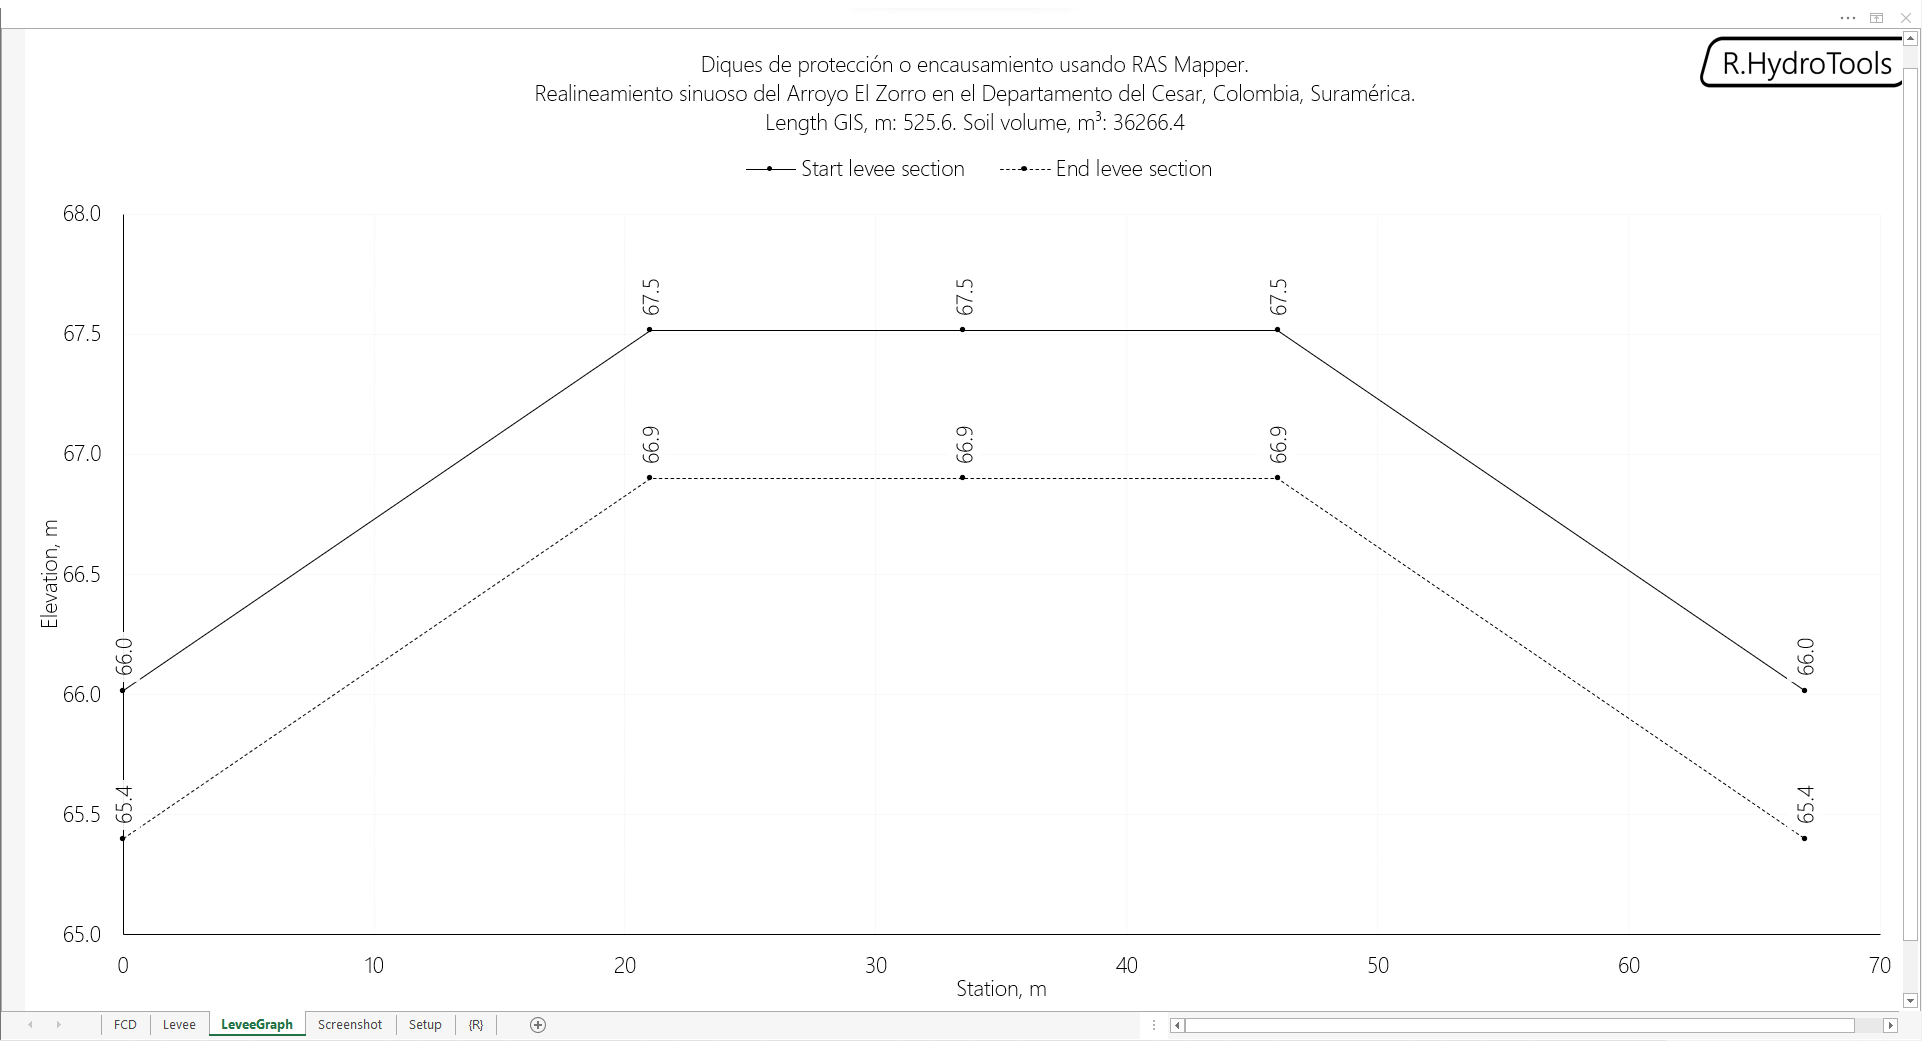 R.HydroTools
Diques de protección o encausamiento usando RAS Mapper.
Realineamiento sinuoso del Arroyo El Zorro en el Departamento del Cesar, Colombia, Suramérica.
Length GIS, m: 525.6. Soil volume, m³: 36266.4
Start levee section
End levee section
68.0
67.5
67.0
66.5
66.0
65.5
65.0
Elevation, m
66.0
67.5
67.5
67.5
66.0
65.4
66.9
66.9
66.9
65.4
0 10 20 30 40 50 60 70
Station, m
FCD Levee LeveeGraph Screenshot Setup {R}